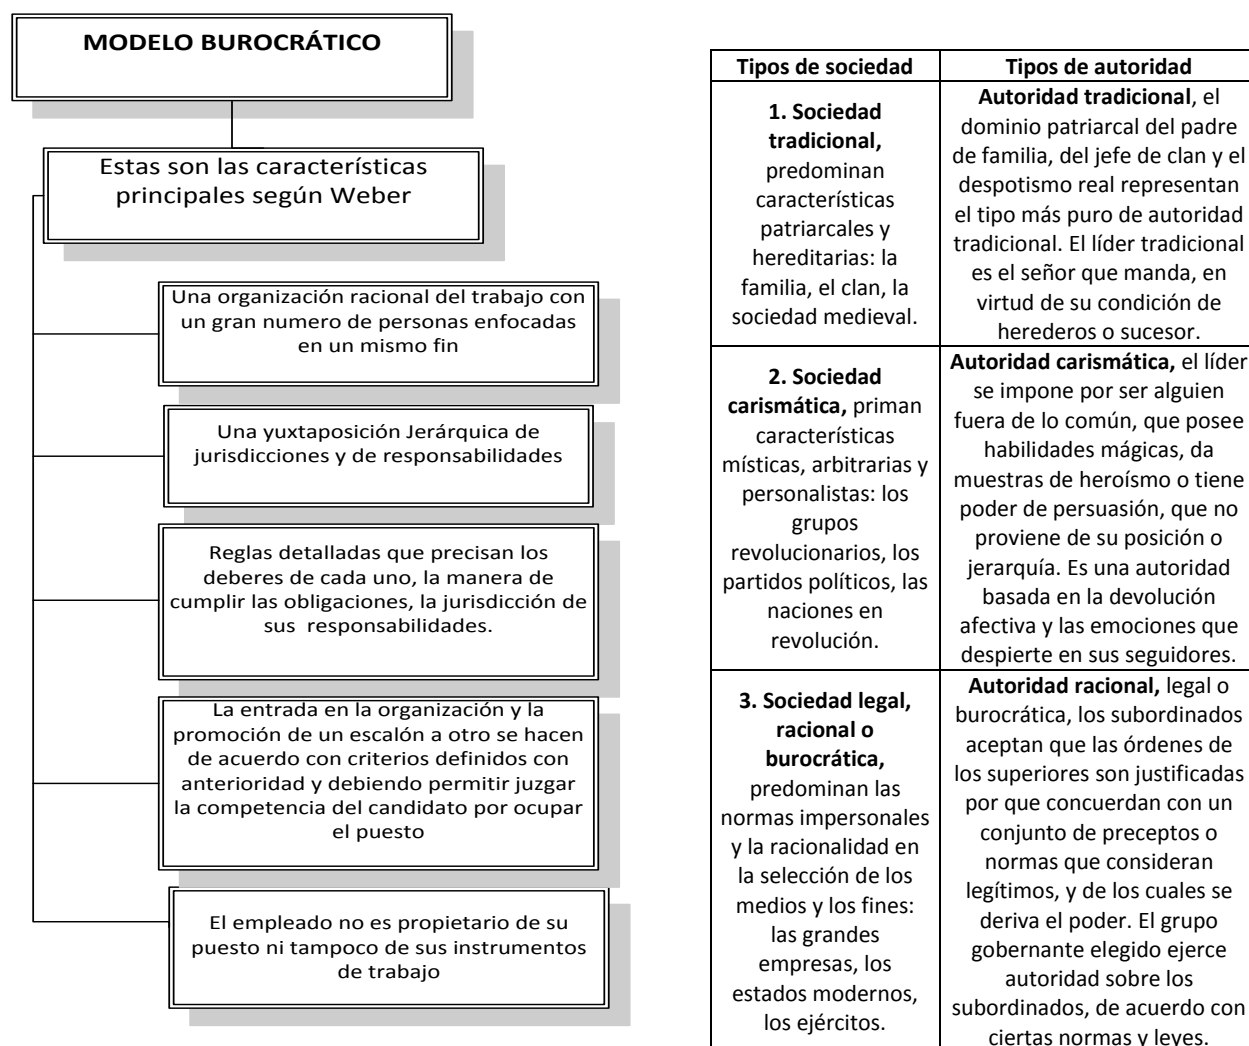 MODELO BUROCRÁTICO
Estas son las características
principales según Weber
Una organización racional del trabajo con
un gran numero de personas enfocadas
en un mismo fin
Una yuxtaposición Jerárquica de
jurisdicciones y de responsabilidades
Reglas detalladas que precisan los
deberes de cada uno, la manera de
cumplir las obligaciones, la jurisdicción de
sus responsabilidades.
La entrada en la organización y la
promoción de un escalón a otro se hacen
de acuerdo con criterios definidos con
anterioridad y debiendo permitir juzgar
la competencia del candidato por ocupar
el puesto
El empleado no es propietario de su
puesto ni tampoco de sus instrumentos
de trabajo
Tipos de sociedad
Tipos de autoridad
1. Sociedad
tradicional,
predominan
características
patriarcales y
hereditarias: la
familia, el clan, la
sociedad medieval.
Autoridad tradicional, el
dominio patriarcal del padre
de familia, del jefe de clan y el
despotismo real representan
el tipo más puro de autoridad
tradicional. El líder tradicional
es el señor que manda, en
virtud de su condición de
herederos o sucesor.
2. Sociedad
carismática, priman
características
místicas, arbitrarias y
personalistas: los
grupos
revolucionarios, los
partidos políticos, las
naciones en
revolución.
Autoridad carismática, el líder
se impone por ser alguien
fuera de lo común, que posee
habilidades mágicas, da
muestras de heroísmo o tiene
poder de persuasión, que no
proviene de su posición o
jerarquía. Es una autoridad
basada en la devolución
afectiva y las emociones que
despierte en sus seguidores.
3. Sociedad legal,
racional o
burocrática,
predominan las
normas impersonales
y la racionalidad en
la selección de los
medios y los fines:
las grandes
empresas, los
estados modernos,
los ejércitos.
Autoridad racional, legal o
burocrática, los subordinados
aceptan que las órdenes de
los superiores son justificadas
por que concuerdan con un
conjunto de preceptos o
normas que consideran
legítimos, y de los cuales se
deriva el poder. El grupo
gobernante elegido ejerce
autoridad sobre los
subordinados, de acuerdo con
ciertas normas y leyes.